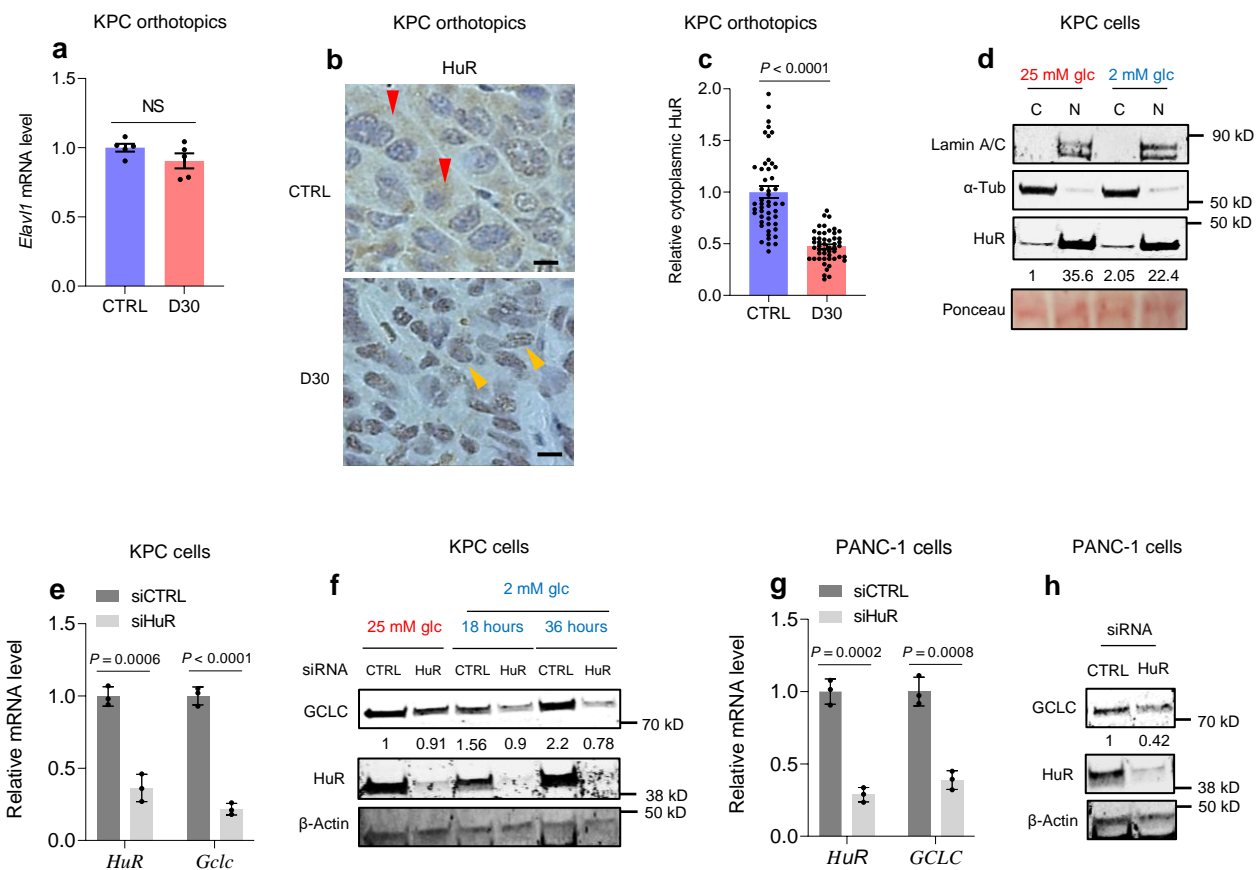 KPC orthotopics
a
Elavl1 mRNA level
1.5
1.0
0.5
0.0
NS
CTRL
D30
KPC orthotopics
b
HuR
CTRL
D30
KPC orthotopics
c
P < 0.0001
Relative cytoplasmic HuR
2.0
1.5
1.0
0.5
0.0
CTRL
D30
KPC cells
d
25 mM glc 2 mM glc
C N C N
Lamin A/C
90 kD
α-Tub
50 kD
50 kD
HuR
1 35.6 2.05 22.4
Ponceau
KPC cells
e
siCTRL
siHuR
Relative mRNA level
1.5
1.0
0.5
0.0
P = 0.0006
P < 0.0001
HuR
Gclc
KPC cells
f
2 mM glc
25 mM glc 18 hours 36 hours
siRNA CTRL HuR CTRL HuR CTRL HuR
GCLC
70 kD
1 0.91 1.56 0.9 2.2 0.78
HuR
38 kD
50 kD
β-Actin
PANC-1 cells
g
siCTRL
siHuR
Relative mRNA level
1.5
1.0
0.5
0.0
P = 0.0002
P = 0.0008
HuR
GCLC
PANC-1 cells
h
siRNA
CTRL HuR
GCLC
70 kD
1 0.42
HuR
38 kD
50 kD
β-Actin